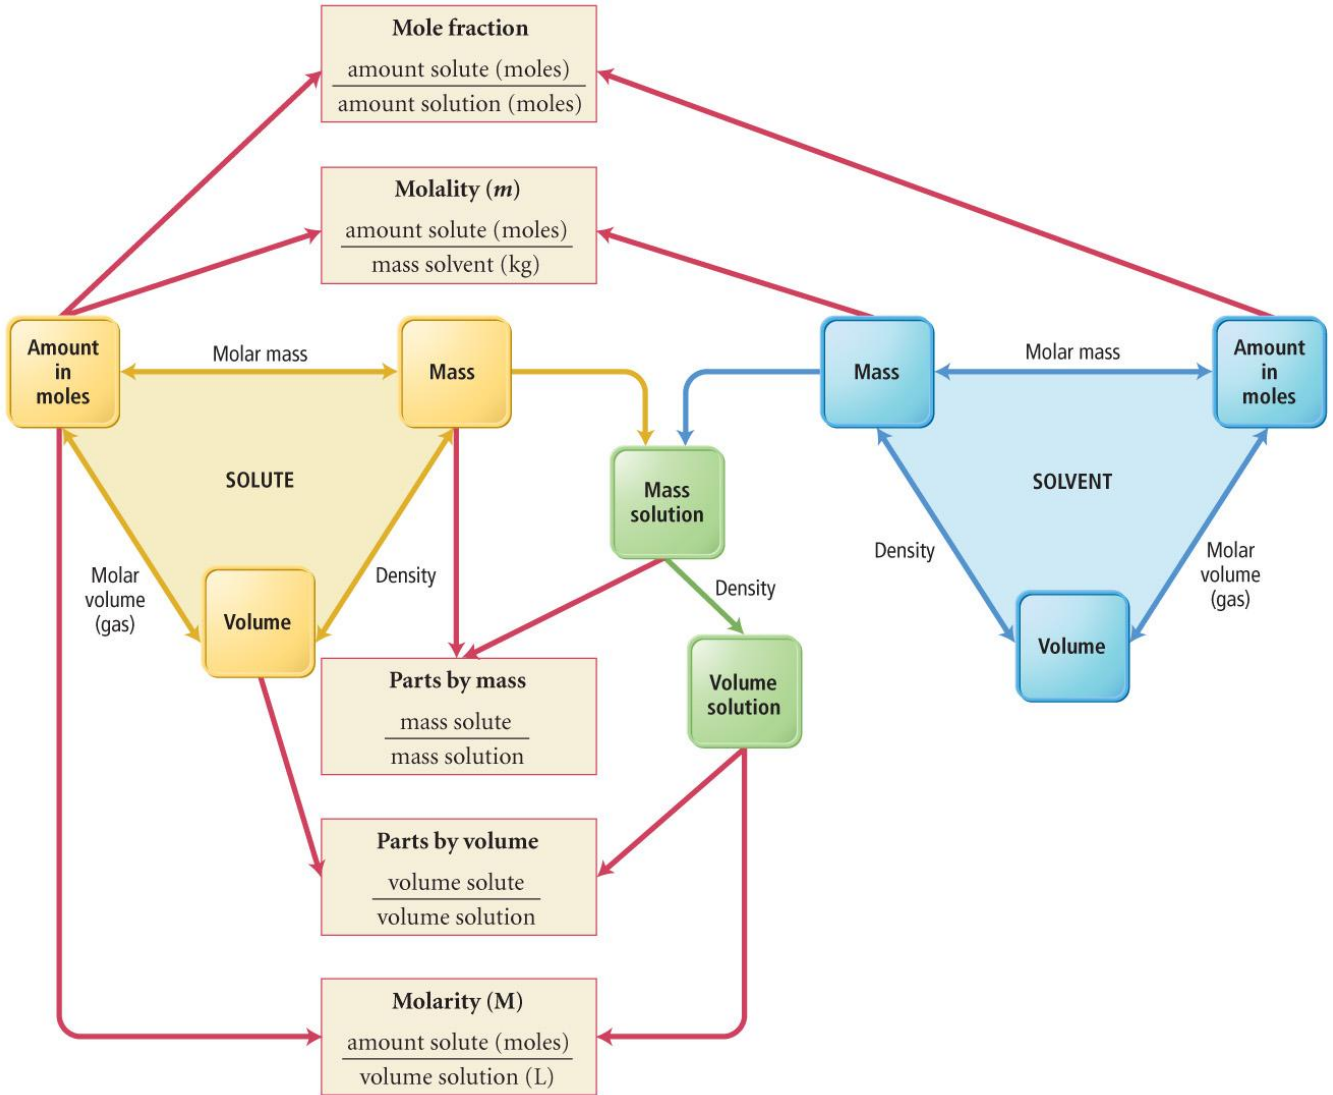 Mole fraction
amount solute (moles)
amount solution (moles)
Molality (m)
amount solute (moles)
mass solvent (kg)
Amount
in
moles
Molar mass
Mass
Mass
Molar mass
Amount
in
moles
SOLUTE
Mass
solution
SOLVENT
Molar
volume
(gas)
Density
Volume
Density
Density
Molar
volume
(gas)
Volume
Parts by mass
mass solute
mass solution
Volume
solution
Parts by volume
volume solute
volume solution
Molarity (M)
amount solute (moles)
volume solution (L)